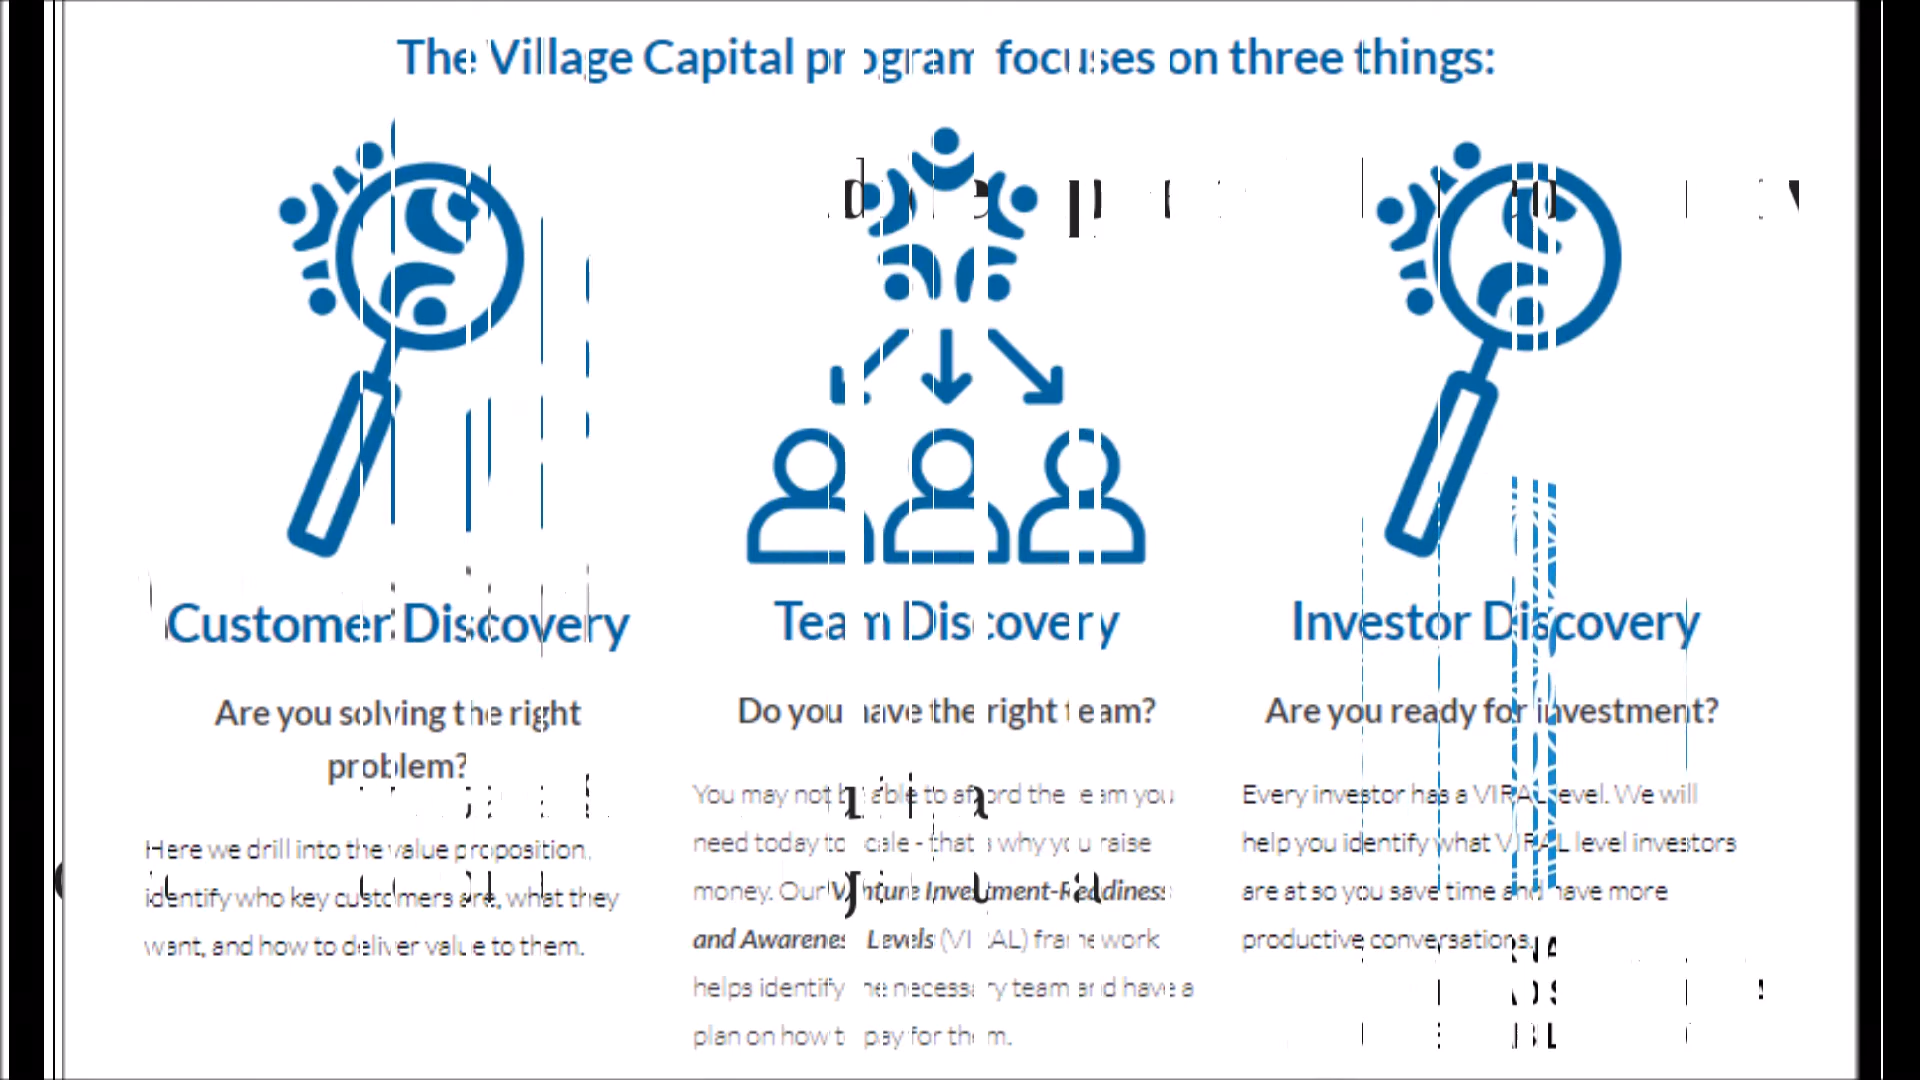 The Village Capital program focuses on three things:
Customer Discovery
Are you solving the right
problem?
Here we drill into the value proposition,
identify who key customers are, what they
want, and how to deliver value to them.
Team Discovery
Do you have the right team?
You may not be able to afford the team you
need today to scale - that's why you raise
money. Our Venture Investment-Readiness
and Awareness Levels (VIRAL) framework
helps identify the necessary team and have a
plan on how to pay for them.
Investor Discovery
Are you ready for investment?
Every investor has a VIRAL level. We will
help you identify what VIRAL level investors
are at so you save time and have more
productive conversations.